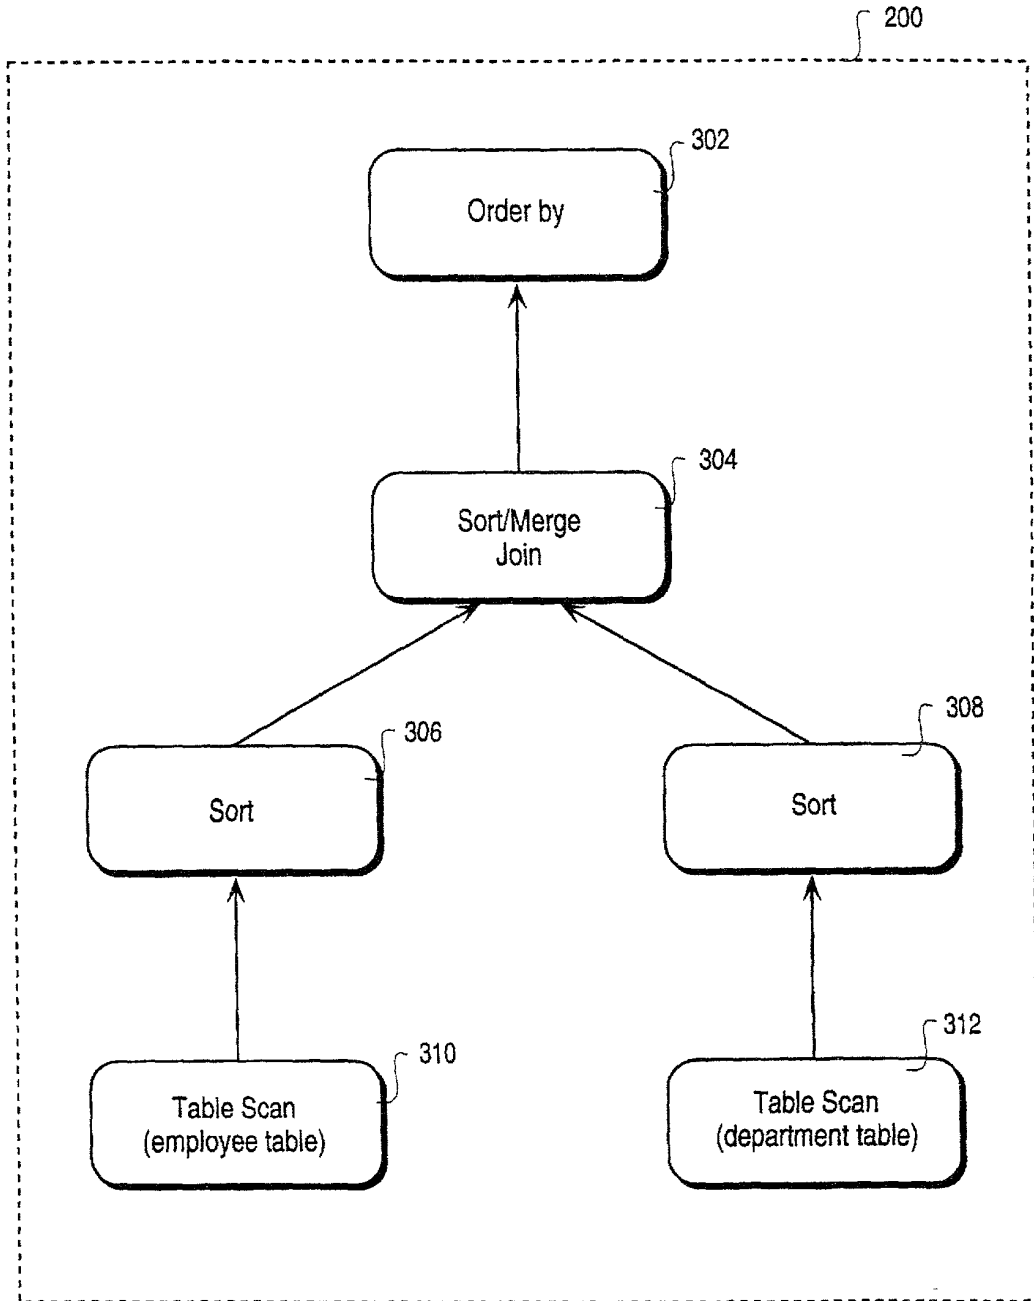 200
302
Order by
304
Sort/Merge
Join
306
Sort
308
Sort
310
Table Scan
(employee table)
312
Table Scan
(department table)